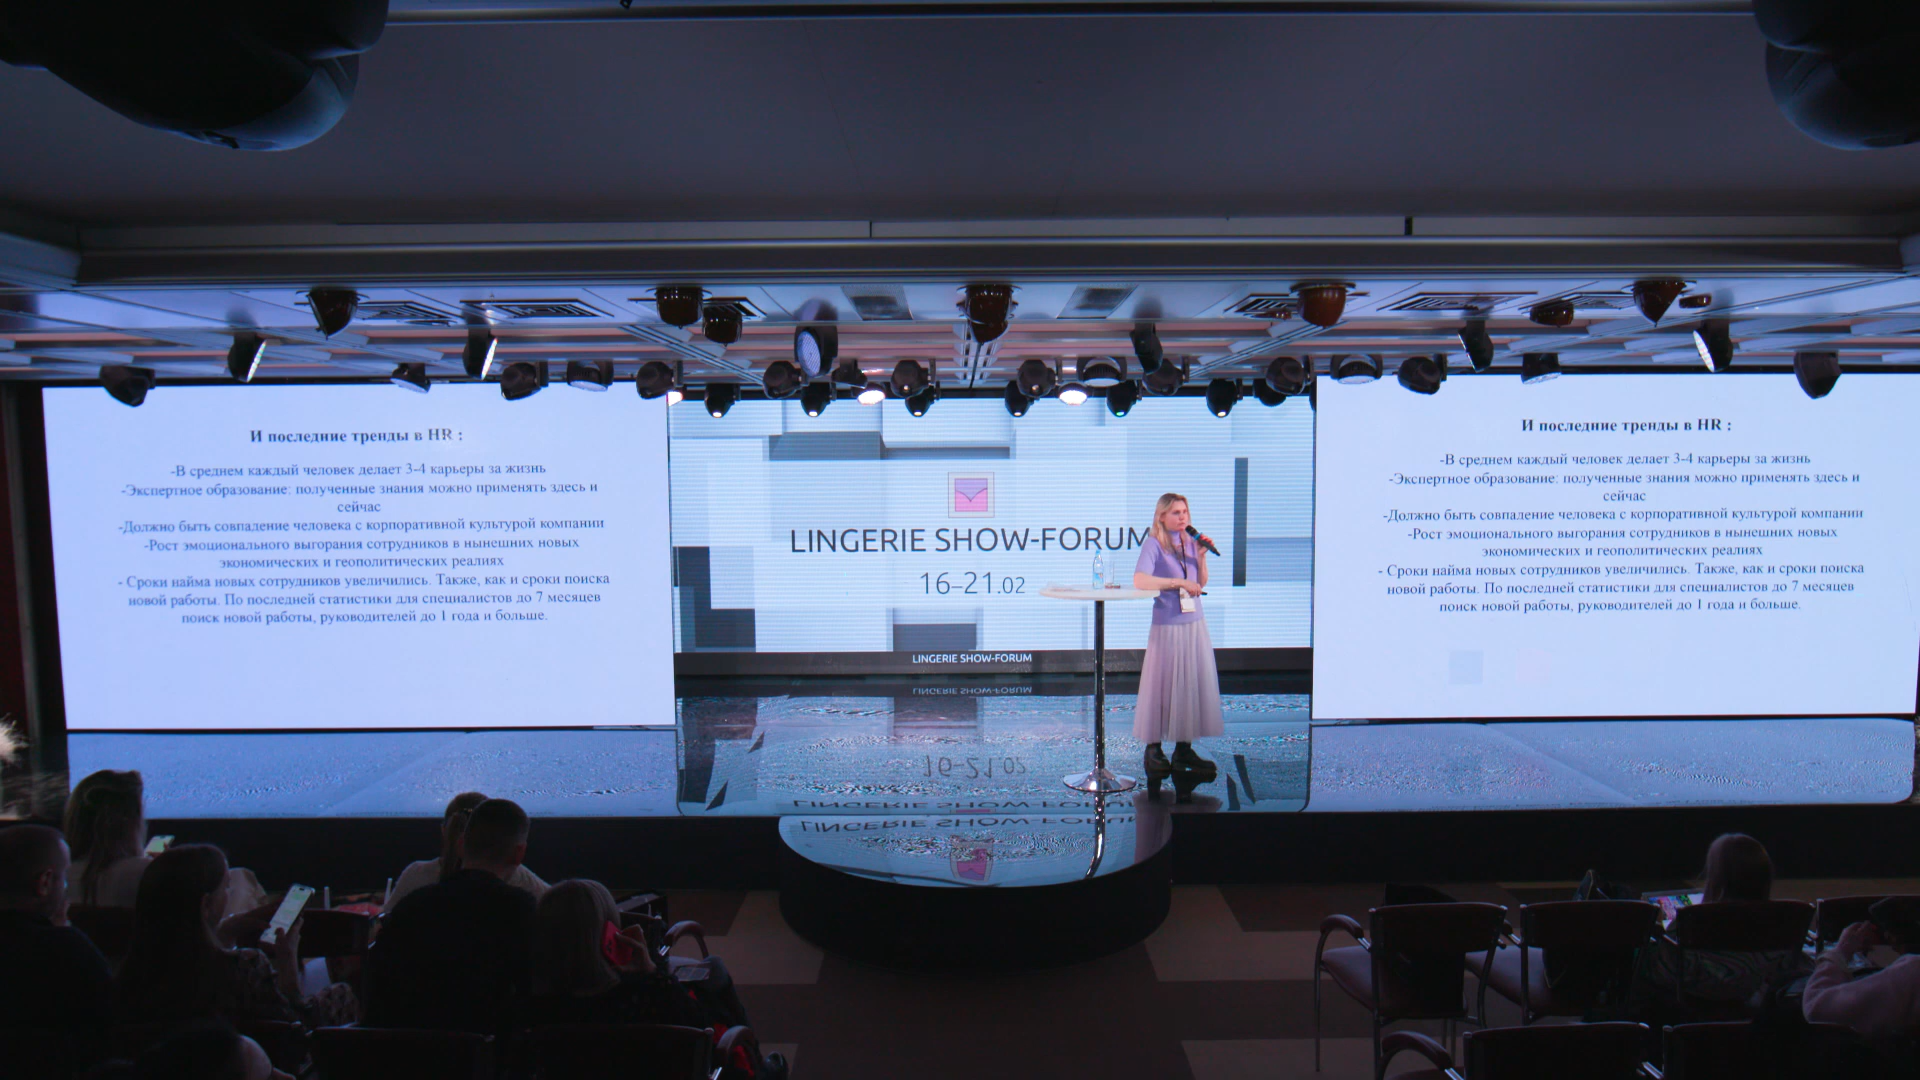 И последние тренды в HR :
-В среднем каждый человек делает 3-4 карьеры за жизнь
-Экспертное образование: полученные знания можно применять здесь и
сейчас
-Должно быть совпадение человека с корпоративной культурой компании
-Рост эмоционального выгорания сотрудников в нынешних новых
экономических и геополитических реалиях
- Сроки найма новых сотрудников увеличились. Также, как и сроки поиска
новой работы. По последней статистики для специалистов до 7 месяцев
поиск новой работы, руководителей до 1 года и больше.
LINGERIE SHOW-FORUM
16–21.02
LINGERIE SHOW-FORUM
И последние тренды в HR :
-В среднем каждый человек делает 3-4 карьеры за жизнь
-Экспертное образование: полученные знания можно применять здесь и
сейчас
-Должно быть совпадение человека с корпоративной культурой компании
-Рост эмоционального выгорания сотрудников в нынешних новых
экономических и геополитических реалиях
- Сроки найма новых сотрудников увеличились. Также, как и сроки поиска
новой работы. По последней статистики для специалистов до 7 месяцев
поиск новой работы, руководителей до 1 года и больше.